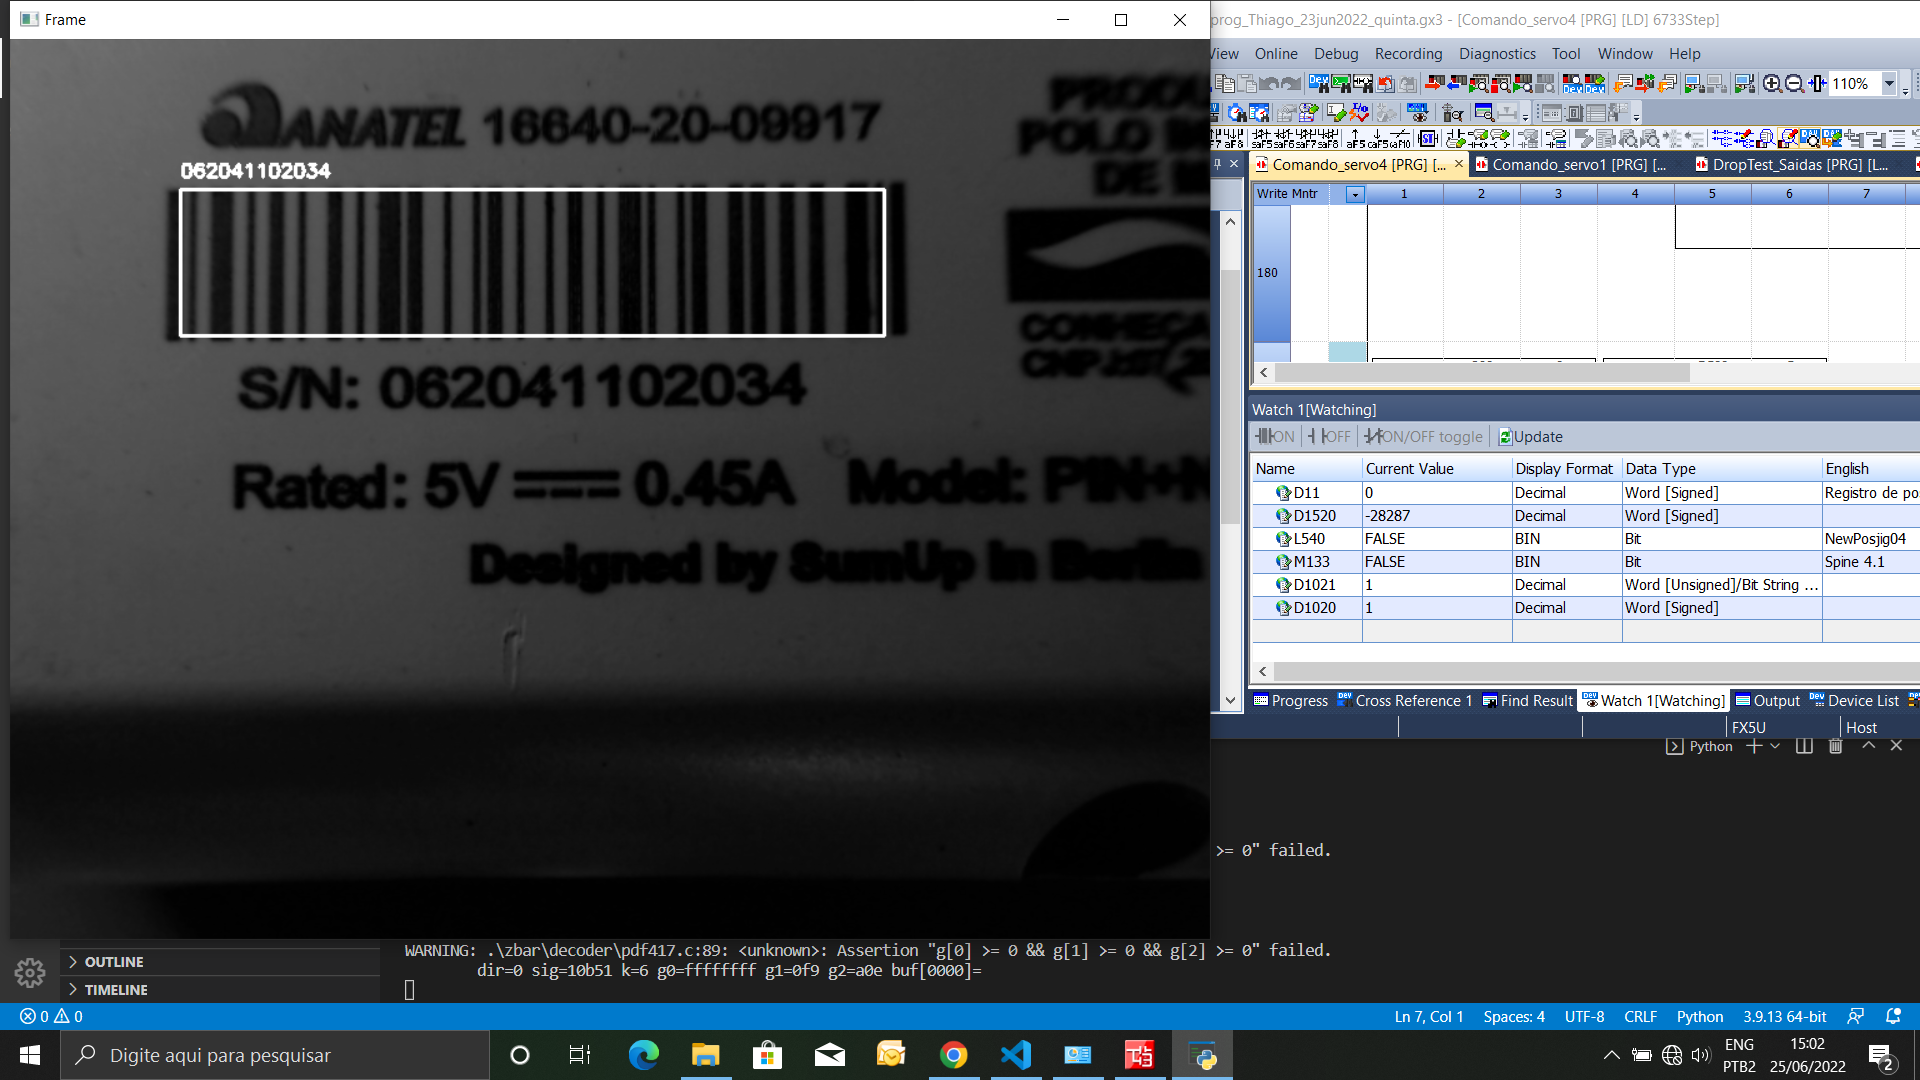 Frame
ANATEL 16640-20-09917
062041102034
S/N: 062041102034
Rated: 5V 0.45A Model: PIN+N
Designed by SumUp in Berlin
PRODU
POLO IN
DE M
CONHEÇA
prog_Thiago_23jun2022_quinta.gx3 - [Comando_servo4 [PRG] [LD] 6733Step]
View Online Debug Recording Diagnostics Tool Window Help
110%
Comando_servo4 [PRG] [... Comando_servo1 [PRG] [... DropTest_Saidas [PRG] [L...
Write Mntr 1 2 3 4 5 6 7
180
Watch 1[Watching]
ON OFF ON/OFF toggle Update
Name Current Value Display Format Data Type English
D11 0 Decimal Word [Signed] Registro de po
D1520 -28287 Decimal Word [Signed]
L540 FALSE BIN Bit NewPosjig04
M133 FALSE BIN Bit Spine 4.1
D1021 1 Decimal Word [Unsigned]/Bit String ...
D1020 1 Decimal Word [Signed]
Progress Cross Reference 1 Find Result Watch 1[Watching] Output Device List
FX5U Host
Python
>= 0" failed.
WARNING: .\zbar\decoder\pdf417.c:89: <unknown>: Assertion "g[0] >= 0 && g[1] >= 0 && g[2] >= 0" failed.
dir=0 sig=10b51 k=6 g0=ffffffff g1=0f9 g2=a0e buf[0000]=
OUTLINE
TIMELINE
0 0 Ln 7, Col 1 Spaces: 4 UTF-8 CRLF Python 3.9.13 64-bit
Digite aqui para pesquisar
ENG
PTB2
15:02
25/06/2022
2